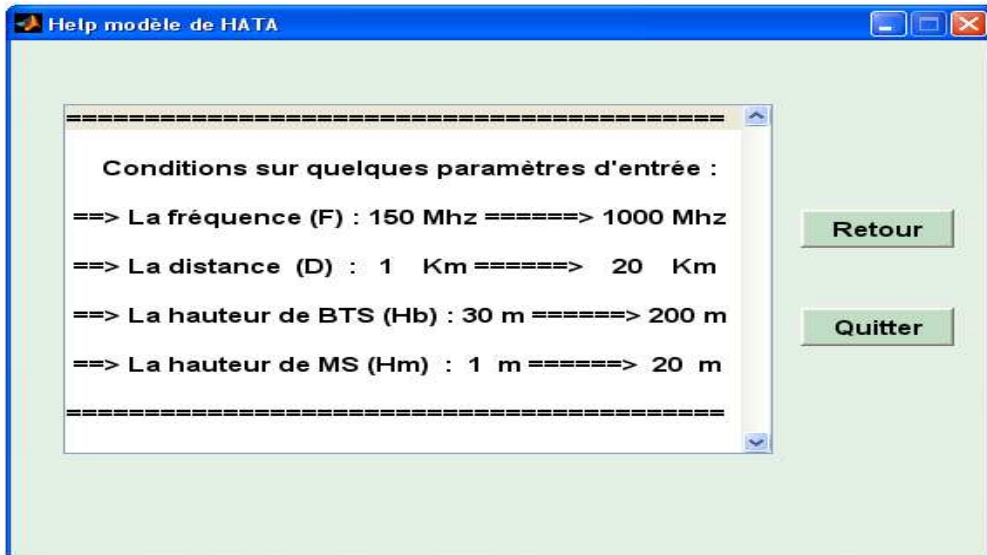 Help modèle de HATA
==========================================
Conditions sur quelques paramètres d'entrée :
==> La fréquence (F) : 150 Mhz ======> 1000 Mhz
==> La distance (D) : 1 Km ======> 20 Km
==> La hauteur de BTS (Hb) : 30 m ======> 200 m
==> La hauteur de MS (Hm) : 1 m ======> 20 m
==========================================
Retour
Quitter